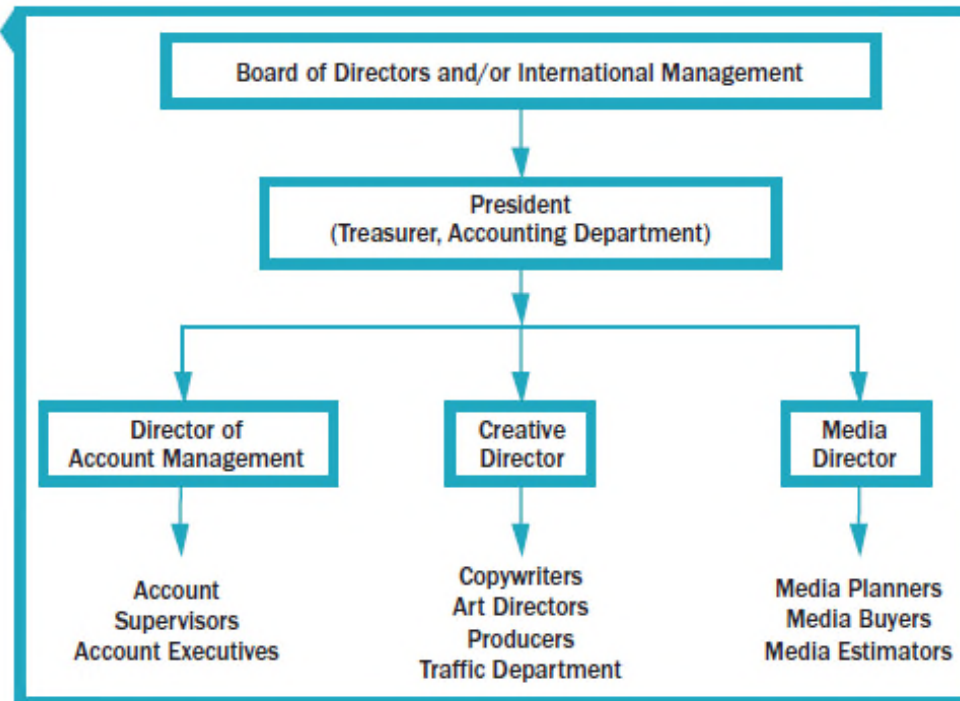 Board of Directors and/or International Management
President
(Treasurer, Accounting Department)
Director of
Account Management
Creative
Director
Media
Director
Account
Supervisors
Account Executives
Copywriters
Art Directors
Producers
Traffic Department
Media Planners
Media Buyers
Media Estimators